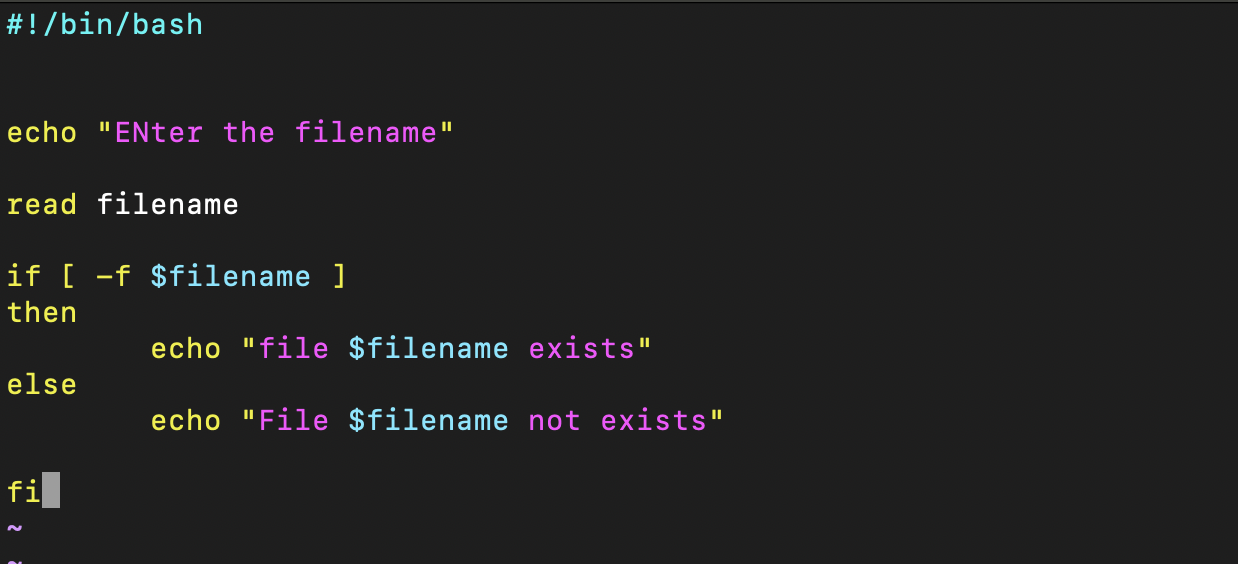 #!/bin/bash
echo "ENter the filename"
read filename
if [ -f $filename ]
then
echo "file $filename exists"
else
echo "File $filename not exists"
fi
~
~